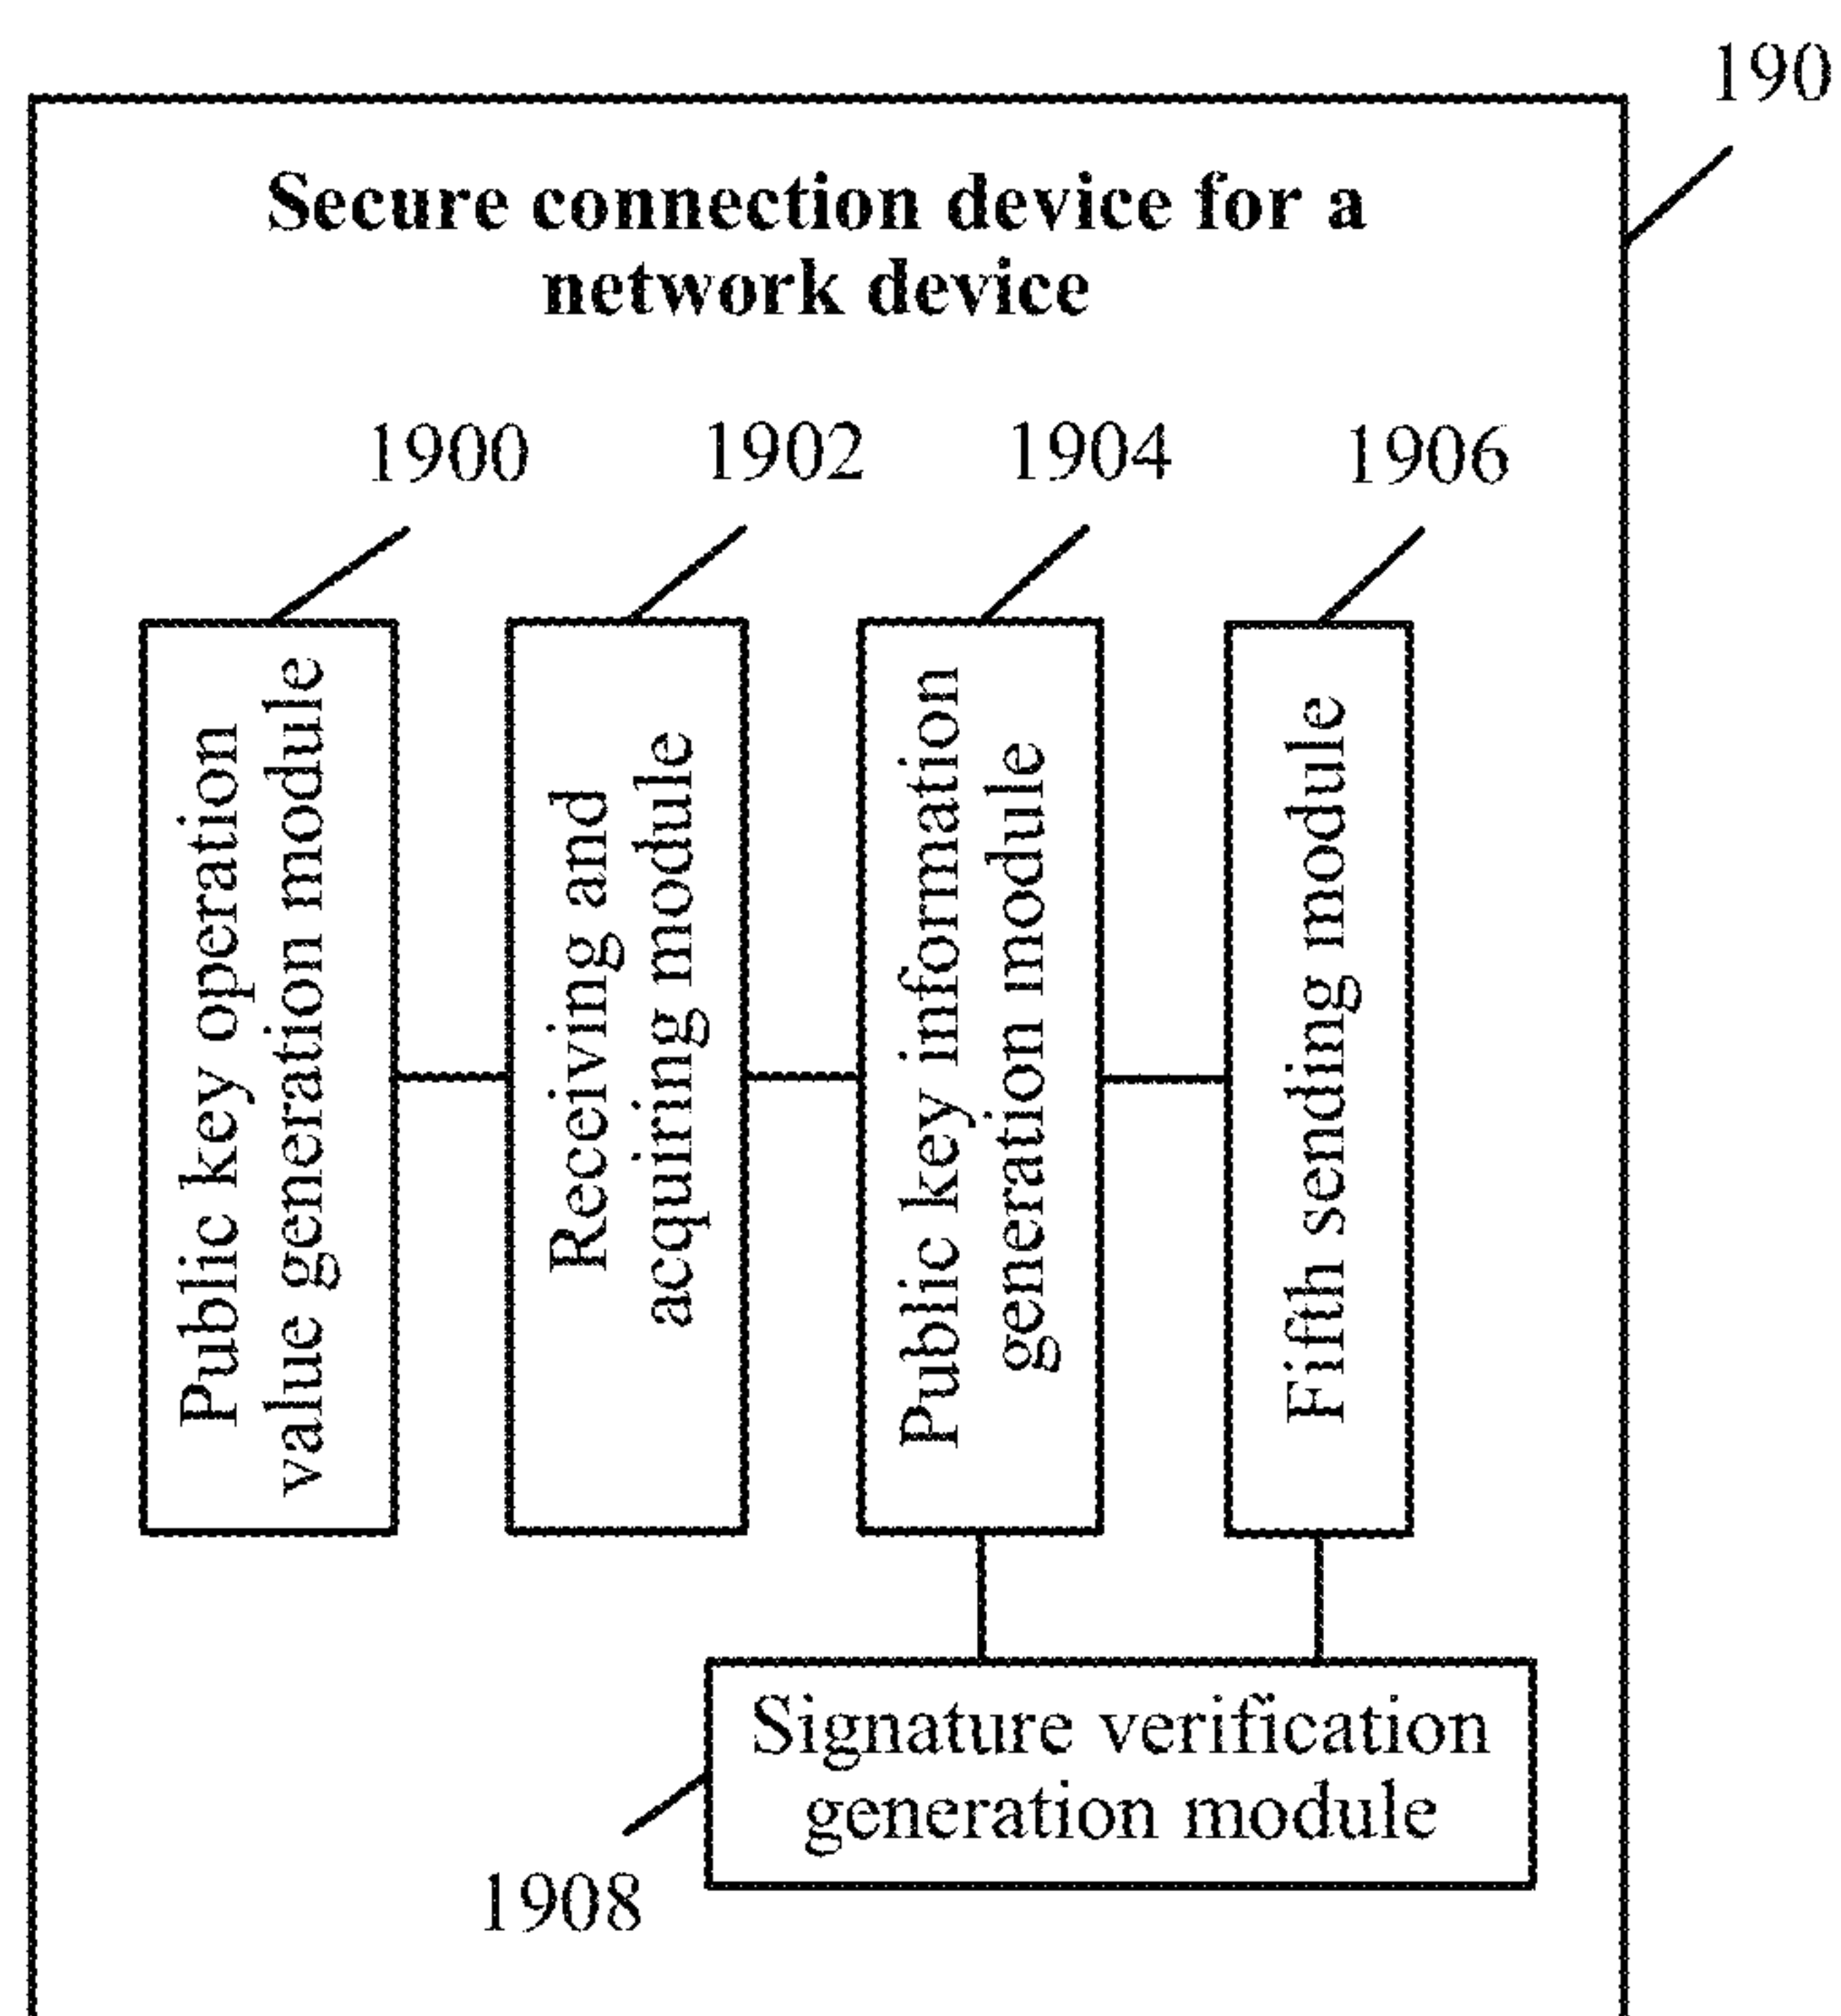 190
Secure connection device for a
network device
1900
1902
1904
1906
Public key operation
value generation module
Receiving and
acquiring module
Public key information
generation module
Fifth sending module
Signature verification
generation module
1908